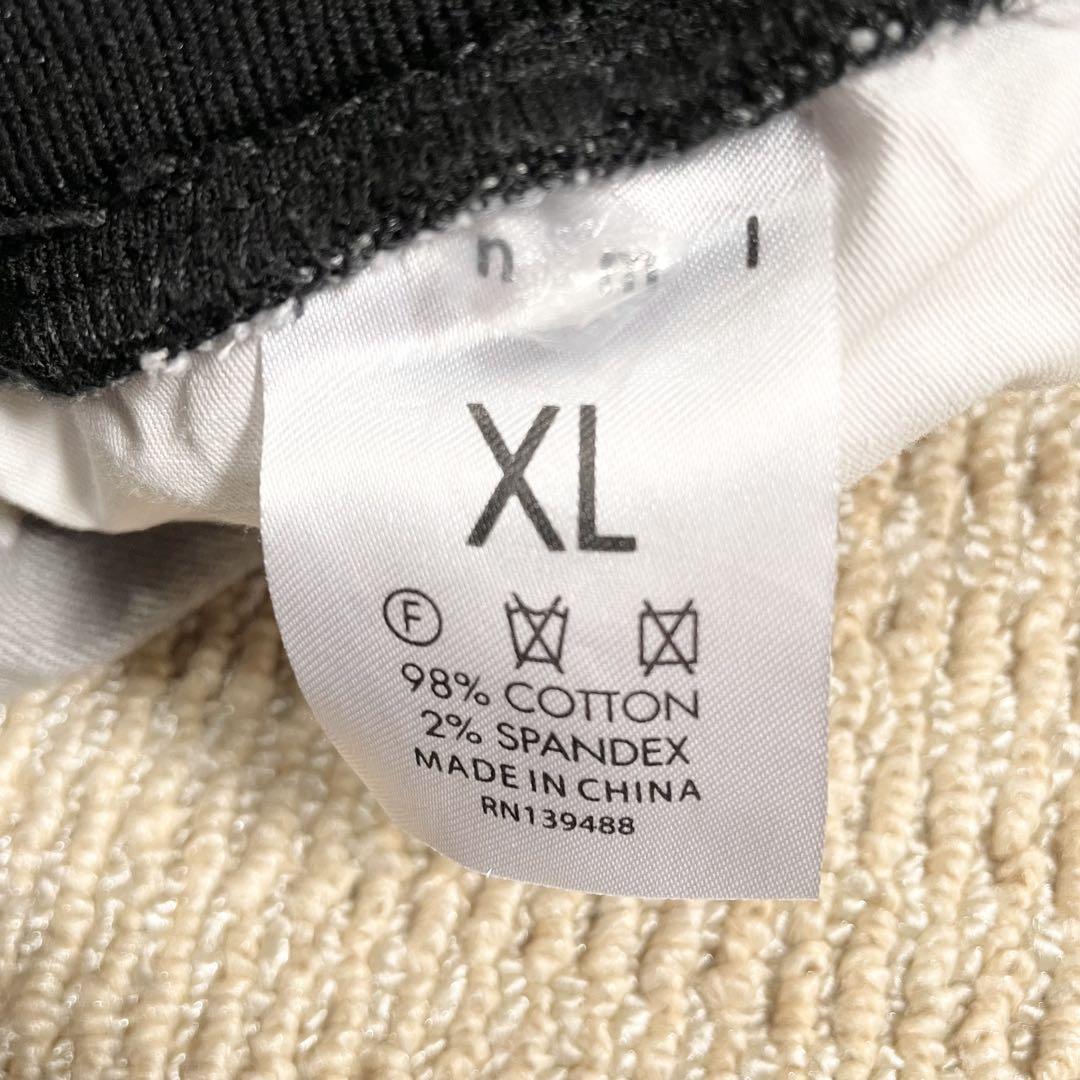 n m l
XL
F
98% COTTON
2% SPANDEX
MADE IN CHINA
RN139488